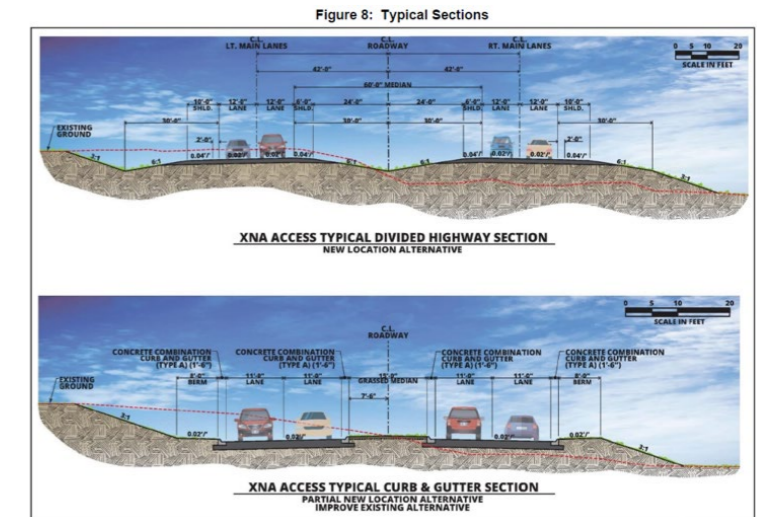 Figure 8: Typical Sections
C.L.
LT. MAIN LANES
C.L.
ROADWAY
C.L.
RT. MAIN LANES
0 5 10 20
SCALE IN FEET
42'-0" 42'-0"
60'-0" MEDIAN
10'-0" 12'-0" 12'-0" 6'-0" 24'-0" 24'-0" 6'-0" 12'-0" 12'-0" 10'-0"
SHLD. LANE LANE SHLD. SHLD. LANE LANE SHLD.
30'-0" 30'-0" 30'-0" 30'-0"
EXISTING
GROUND
2'-0" 2'-0"
0.04'/' 0.02'/' 0.02'/' 0.04'/' 0.04'/' 0.02'/' 0.02'/' 0.04'/'
3:1 6:1 6:1 6:1 6:1 3:1
XNA ACCESS TYPICAL DIVIDED HIGHWAY SECTION
NEW LOCATION ALTERNATIVE
0 5 10 20
SCALE IN FEET
C.L.
ROADWAY
CONCRETE COMBINATION CONCRETE COMBINATION CONCRETE COMBINATION CONCRETE COMBINATION
CURB AND GUTTER CURB AND GUTTER CURB AND GUTTER CURB AND GUTTER
(TYPE A) (1'-6") (TYPE A) (1'-6") (TYPE A) (1'-6") (TYPE A) (1'-6")
8'-0" 11'-0" 11'-0" 15'-0" 11'-0" 11'-0" 8'-0"
BERM LANE LANE GRASSED MEDIAN LANE LANE BERM
EXISTING
GROUND
7'-6"
3:1 0.02'/' 0.02'/' 0.02'/' 0.02'/' 3:1
XNA ACCESS TYPICAL CURB & GUTTER SECTION
PARTIAL NEW LOCATION ALTERNATIVE
IMPROVE EXISTING ALTERNATIVE